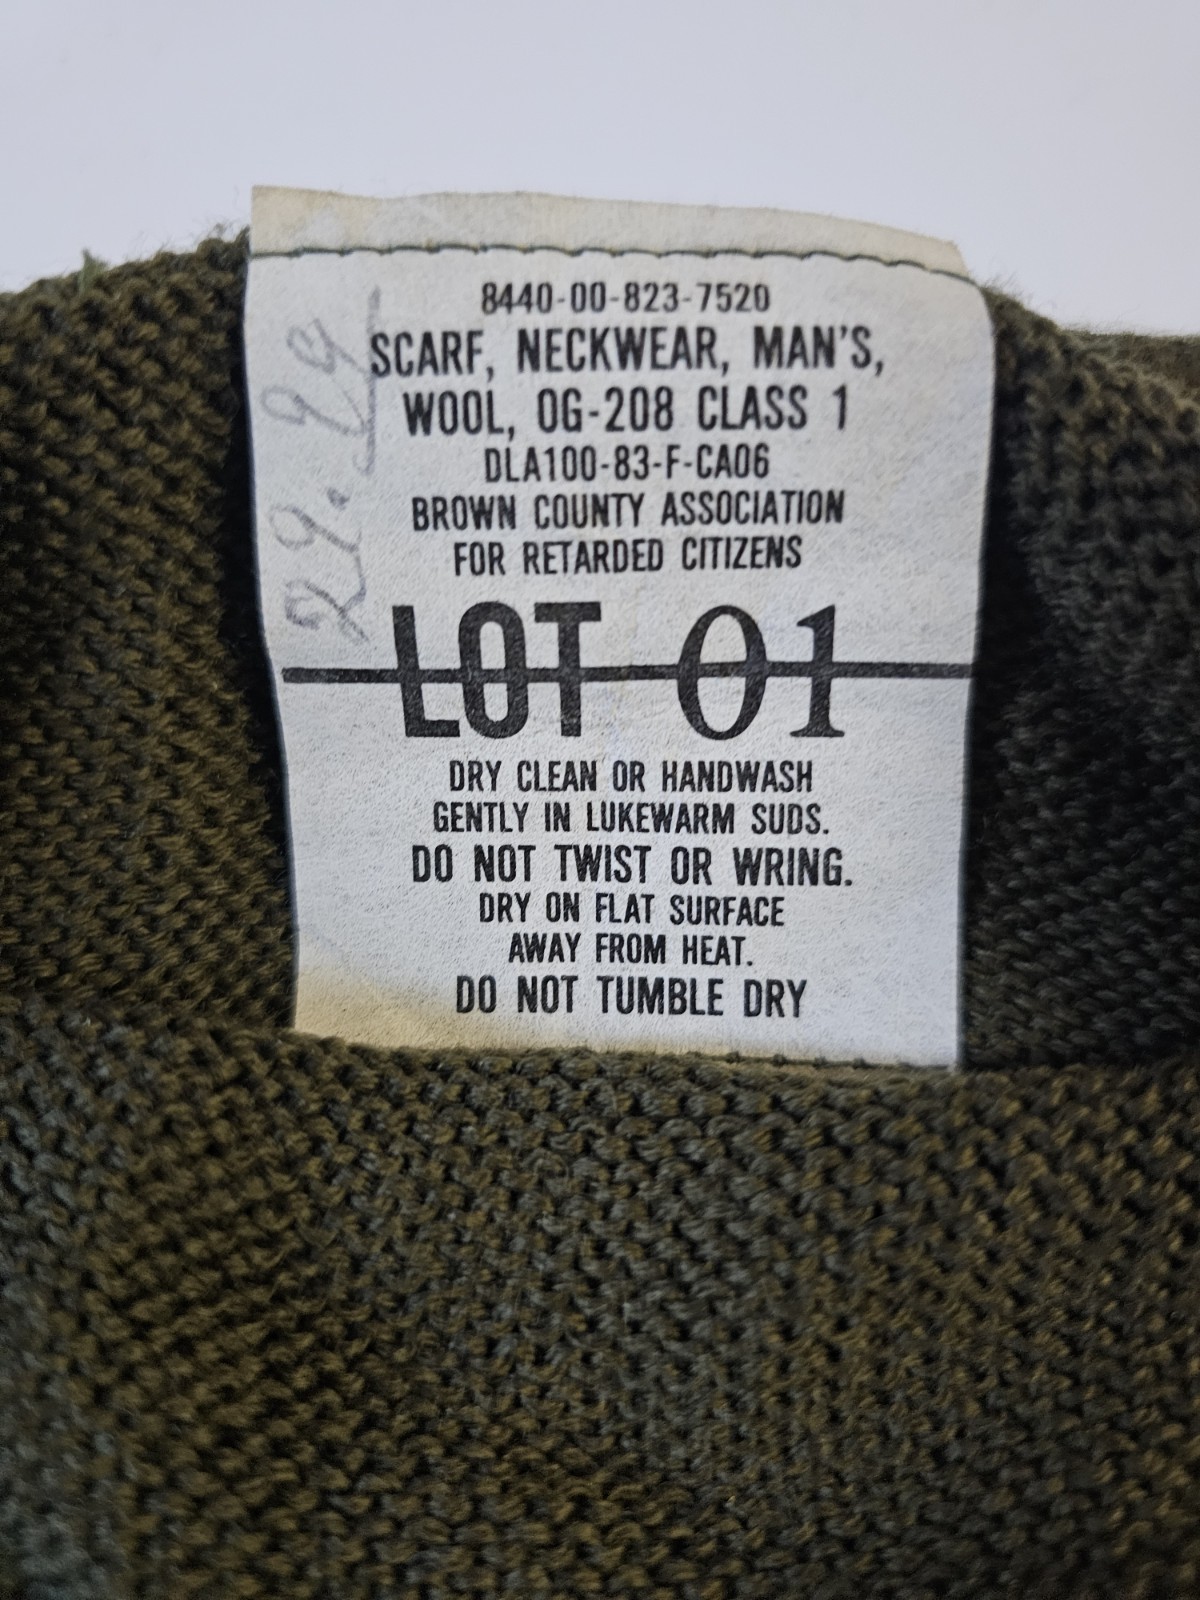 8440-00-823-7520
SCARF, NECKWEAR, MAN'S,
WOOL, OG-208 CLASS 1
DLA100-83-F-CA06
BROWN COUNTY ASSOCIATION
FOR RETARDED CITIZENS
LOT 01
DRY CLEAN OR HANDWASH
GENTLY IN LUKEWARM SUDS.
DO NOT TWIST OR WRING.
DRY ON FLAT SURFACE
AWAY FROM HEAT.
DO NOT TUMBLE DRY
29.99